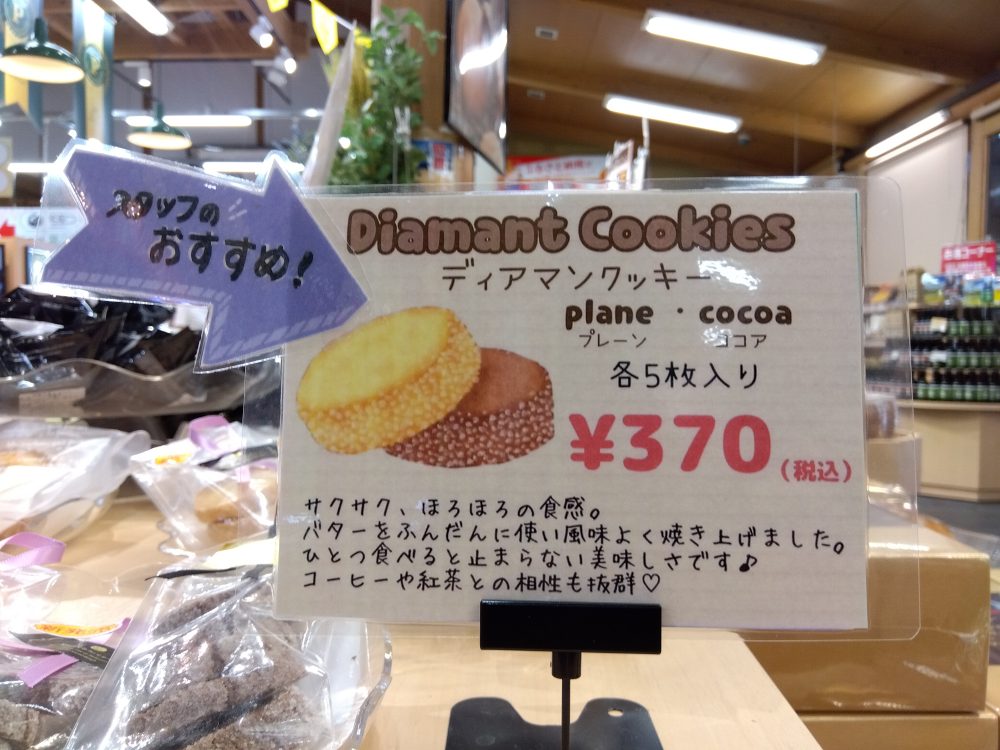 スタッフの
おすすめ!
Diamant Cookies
ディアマンクッキー
plane ・ cocoa
プレーン ココア
各5枚入り
¥370(税込)
サクサク、ほろほろの食感。
バターをふんだんに使い風味よく焼き上げました。
ひとつ食べると止まらない美味しさです♪
コーヒーや紅茶との相性も抜群♡